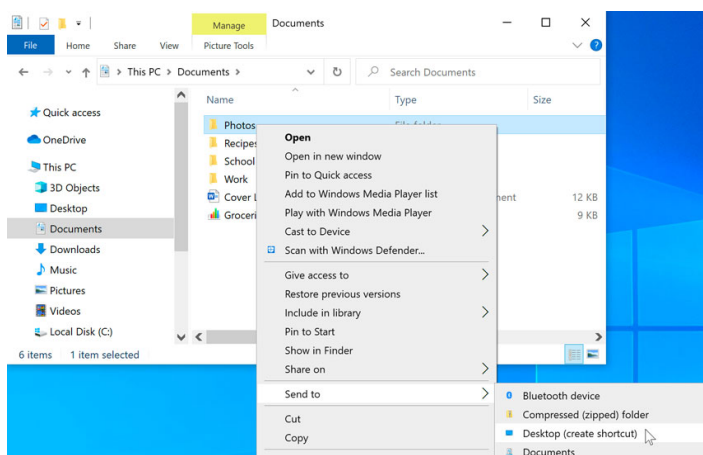 Manage
Documents
File
Home
Share
View
Picture Tools
This PC > Documents >
Search Documents
Name
Type
Size
Quick access
OneDrive
This PC
3D Objects
Desktop
Documents
Downloads
Music
Pictures
Videos
Local Disk (C:)
Photos
Recipes
School
Work
Cover L
12 KB
Groceri
9 KB
Open
Open in new window
Pin to Quick access
Add to Windows Media Player list
Play with Windows Media Player
Cast to Device
Scan with Windows Defender...
Give access to
Restore previous versions
Include in library
Pin to Start
Show in Finder
Share on
Send to
Cut
Copy
Bluetooth device
Compressed (zipped) folder
Desktop (create shortcut)
Documents
6 items
1 item selected